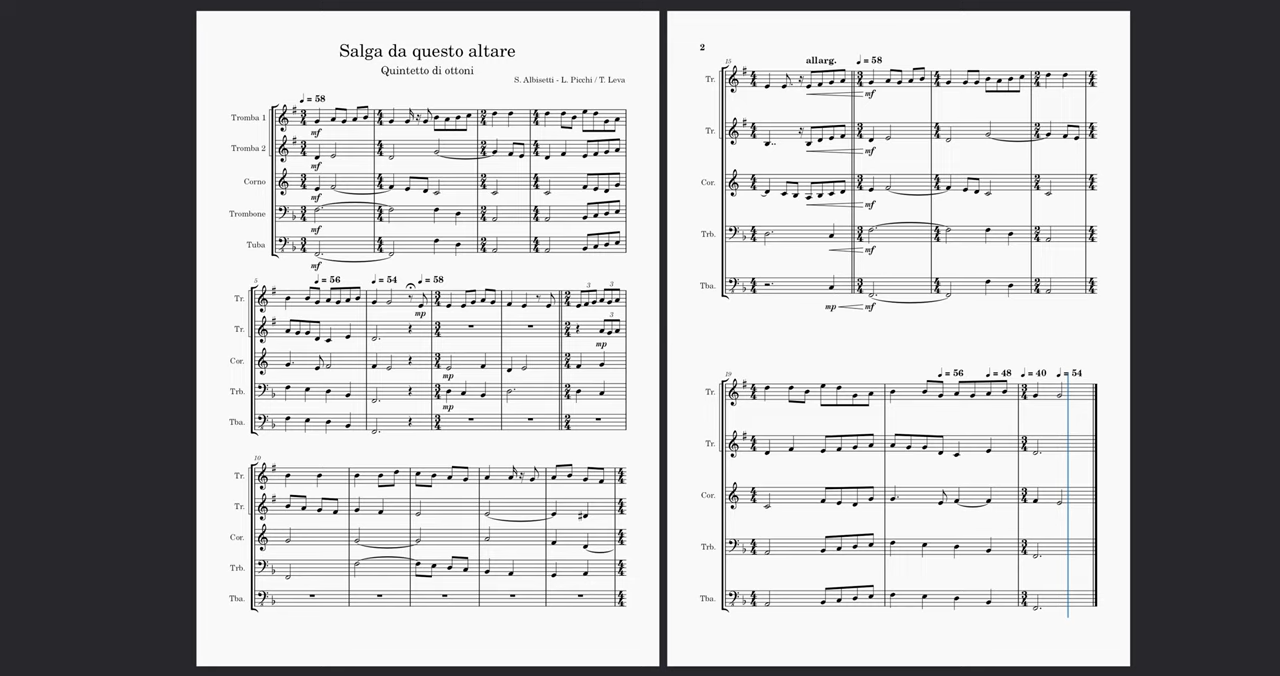 Salga da questo altare
Quintetto di ottoni
S. Albisetti - L. Picchi / T. Leva
♩ = 58
Tromba 1
mf
Tromba 2
mf
Corno
mf
Trombone
mf
Tuba
mf
5
♩ = 56 ♩ = 54 ♩ = 58
Tr.
mp
3 3 3
Tr.
3
mp
Cor.
mp
Trb.
mp
Tba.
10
Tr.
Tr.
Cor.
Trb.
Tba.
2
15
allarg. ♩ = 58
Tr.
mf
Tr.
mf
Cor.
mf
Trb.
mf
Tba.
mp mf
19
♩ = 56 ♩ = 48 ♩ = 40 ♩ = 54
Tr.
Tr.
Cor.
Trb.
Tba.